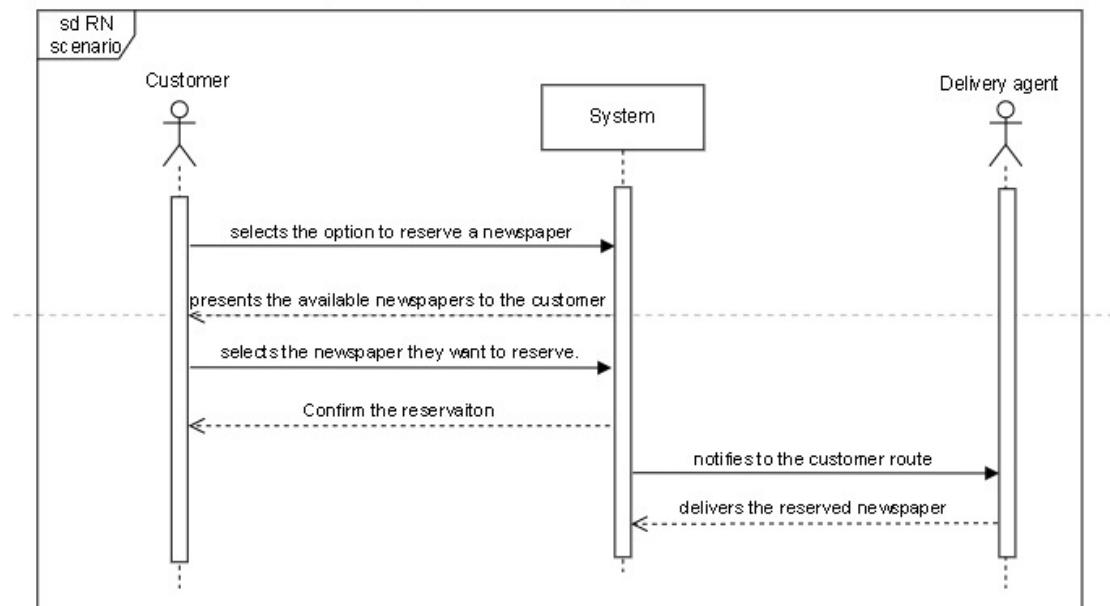 sd RN
scenario
Customer
System
Delivery agent
selects the option to reserve a newspaper
presents the available newspapers to the customer
selects the newspaper they want to reserve.
Confirm the reservaiton
notifies to the customer route
delivers the reserved newspaper